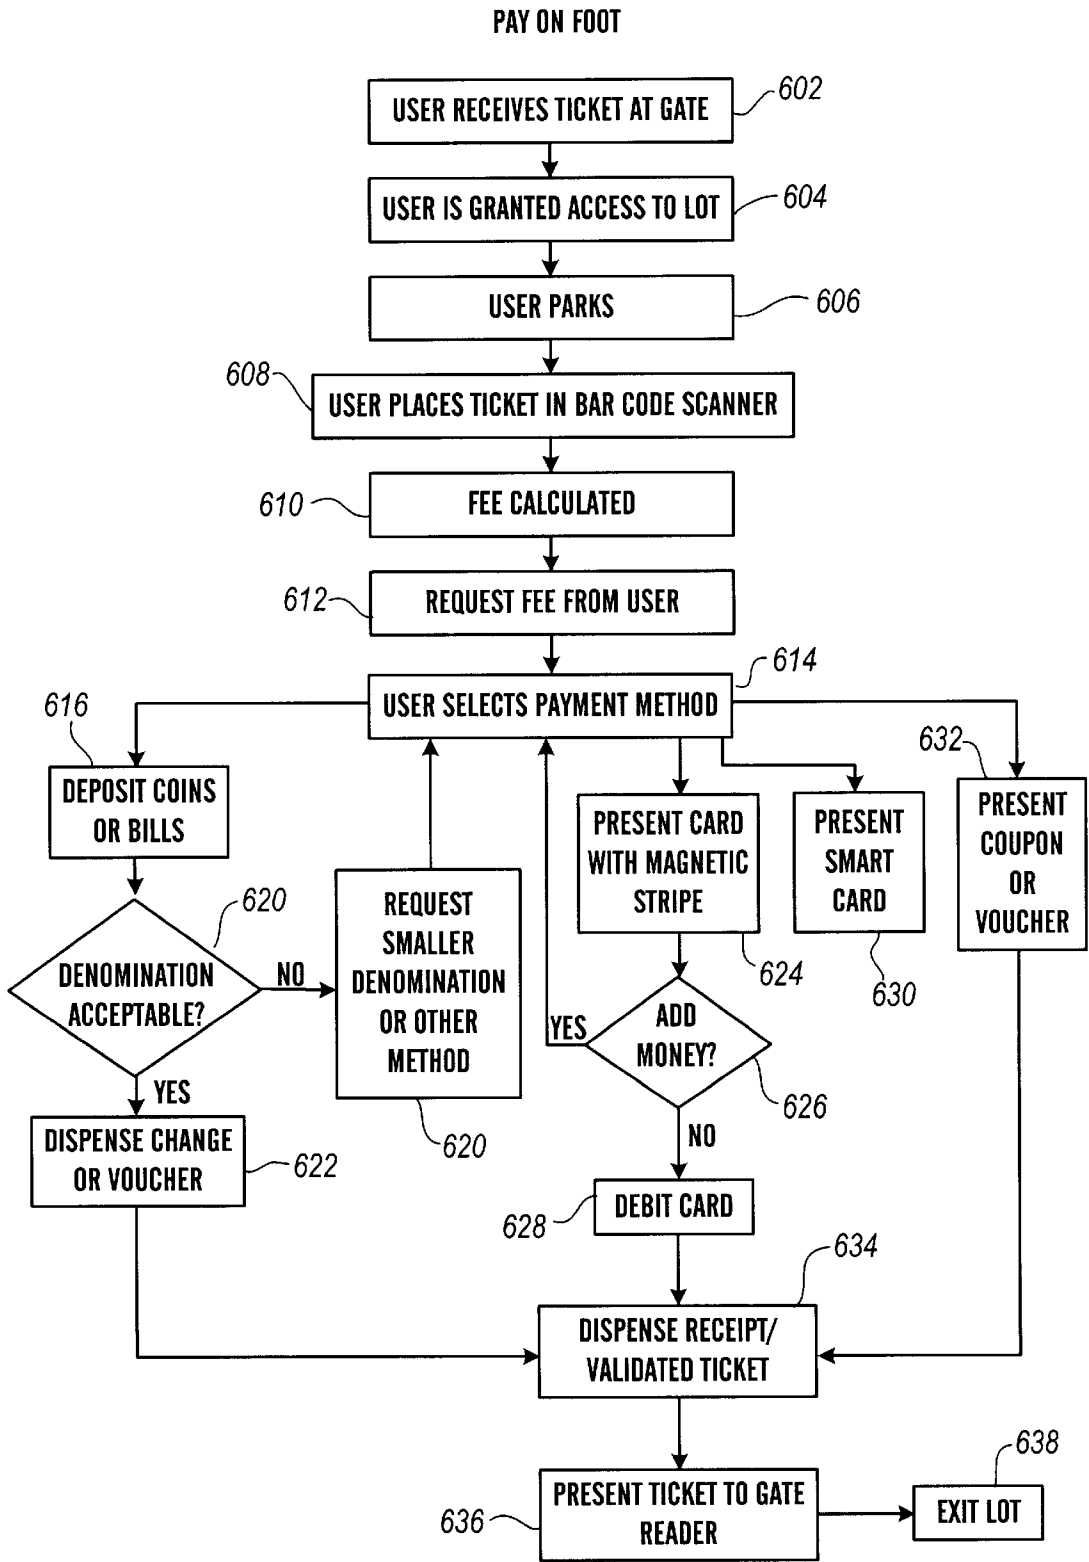 PAY ON FOOT
USER RECEIVES TICKET AT GATE
602
USER IS GRANTED ACCESS TO LOT
604
USER PARKS
606
608
USER PLACES TICKET IN BAR CODE SCANNER
610
FEE CALCULATED
612
REQUEST FEE FROM USER
614
USER SELECTS PAYMENT METHOD
616
DEPOSIT COINS
OR BILLS
620
DENOMINATION
ACCEPTABLE?
NO
YES
REQUEST
SMALLER
DENOMINATION
OR OTHER
METHOD
620
DISPENSE CHANGE
OR VOUCHER
622
PRESENT CARD
WITH MAGNETIC
STRIPE
624
YES
ADD
MONEY?
626
NO
628
DEBIT CARD
PRESENT
SMART
CARD
630
632
PRESENT
COUPON
OR
VOUCHER
634
DISPENSE RECEIPT/
VALIDATED TICKET
636
PRESENT TICKET TO GATE
READER
638
EXIT LOT